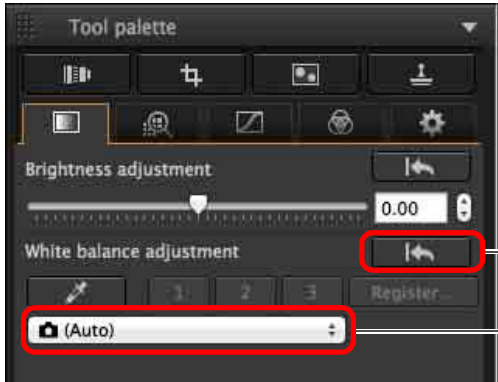 Tool palette
Brightness adjustment
0.00
White balance adjustment
1 2 3 Register...
(Auto)